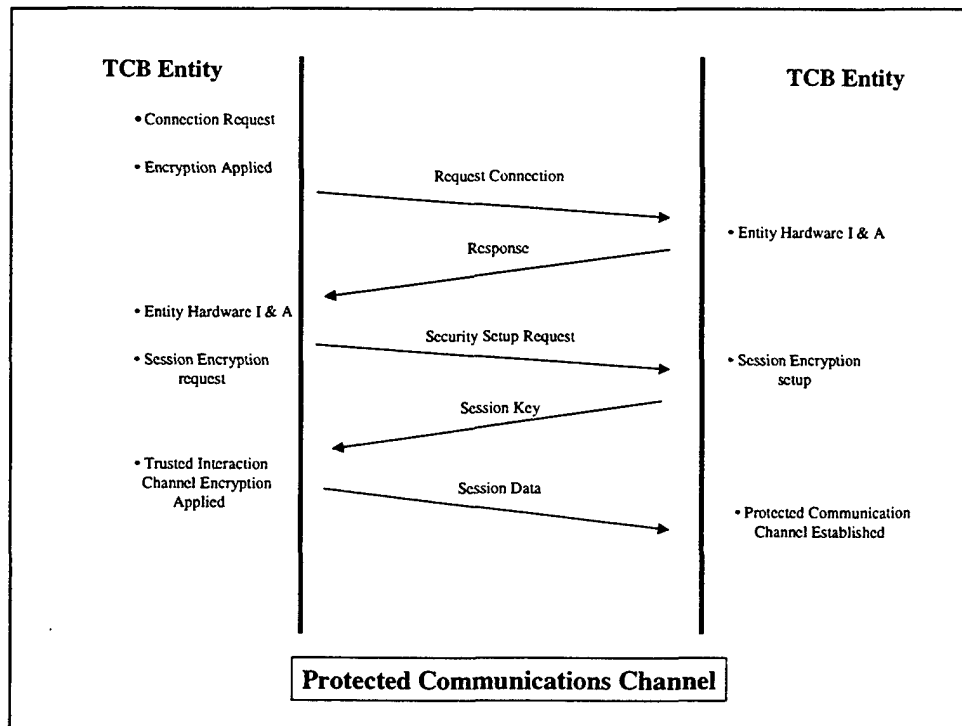 TCB Entity
TCB Entity
• Connection Request
• Encryption Applied
Request Connection
• Entity Hardware I & A
Response
• Entity Hardware I & A
Security Setup Request
• Session Encryption
request
• Session Encryption
setup
Session Key
• Trusted Interaction
Channel Encryption
Applied
Session Data
• Protected Communication
Channel Established
Protected Communications Channel